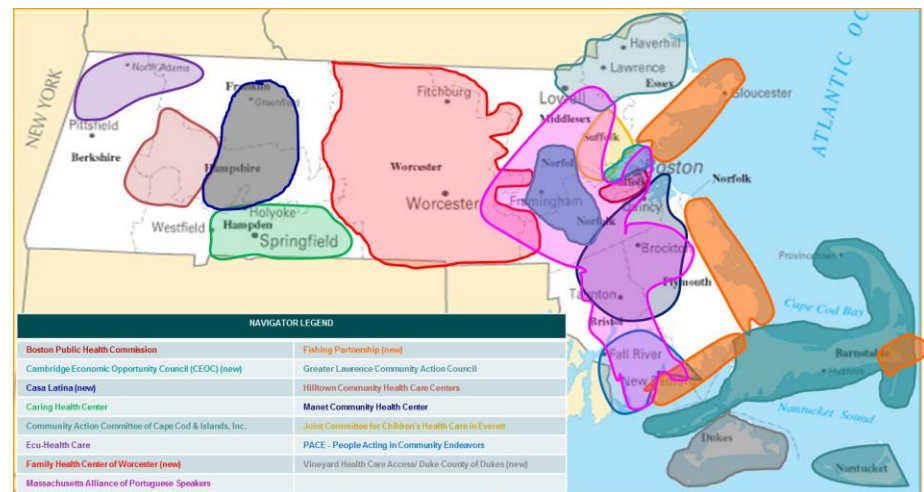 ATLANTIC OC
NEW YORK
North Adams
Franklin
Greenfield
Pittsfield
Berkshire
Hampshire
Westfield
Holyoke
Hampden
Springfield
Fitchburg
Worcester
Worcester
Haverhill
Lawrence
Essex
Lowell
Middlesex
Gloucester
Suffolk
Boston
Norfol
Framingham
Suffolk
Norfolk
Quincy
Norfolk
Brockton
Plymouth
Taunton
Bristol
Fall River
New Bedford
Provincetown
Cape Cod Bay
Barnstable
Hyannis
Nantucket Sound
Dukes
Nantucket
NAVIGATOR LEGEND
Boston Public Health Commission
Fishing Partnership (new)
Cambridge Economic Opportunity Council (CEOC) (new)
Greater Lawrence Community Action Council
Casa Latina (new)
Hilltown Community Health Care Centers
Caring Health Center
Manet Community Health Center
Community Action Committee of Cape Cod & Islands, Inc.
Joint Committee for Children's Health Care in Everett
Ecu-Health Care
PACE - People Acting in Community Endeavors
Family Health Center of Worcester (new)
Vineyard Health Care Access/ Duke County of Dukes (new)
Massachusetts Alliance of Portuguese Speakers